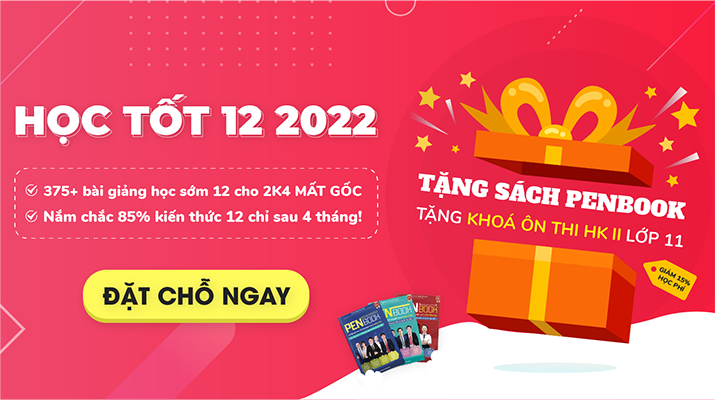 HỌC TỐT 12 2022
375+ bài giảng học sớm 12 cho 2K4 MẤT GỐC
Nắm chắc 85% kiến thức 12 chỉ sau 4 tháng!
ĐẶT CHỖ NGAY
TẶNG SÁCH PENBOOK
TẶNG KHOÁ ÔN THI HK II LỚP 11
GIẢM 15%
HỌC PHÍ
PEN
BOOK